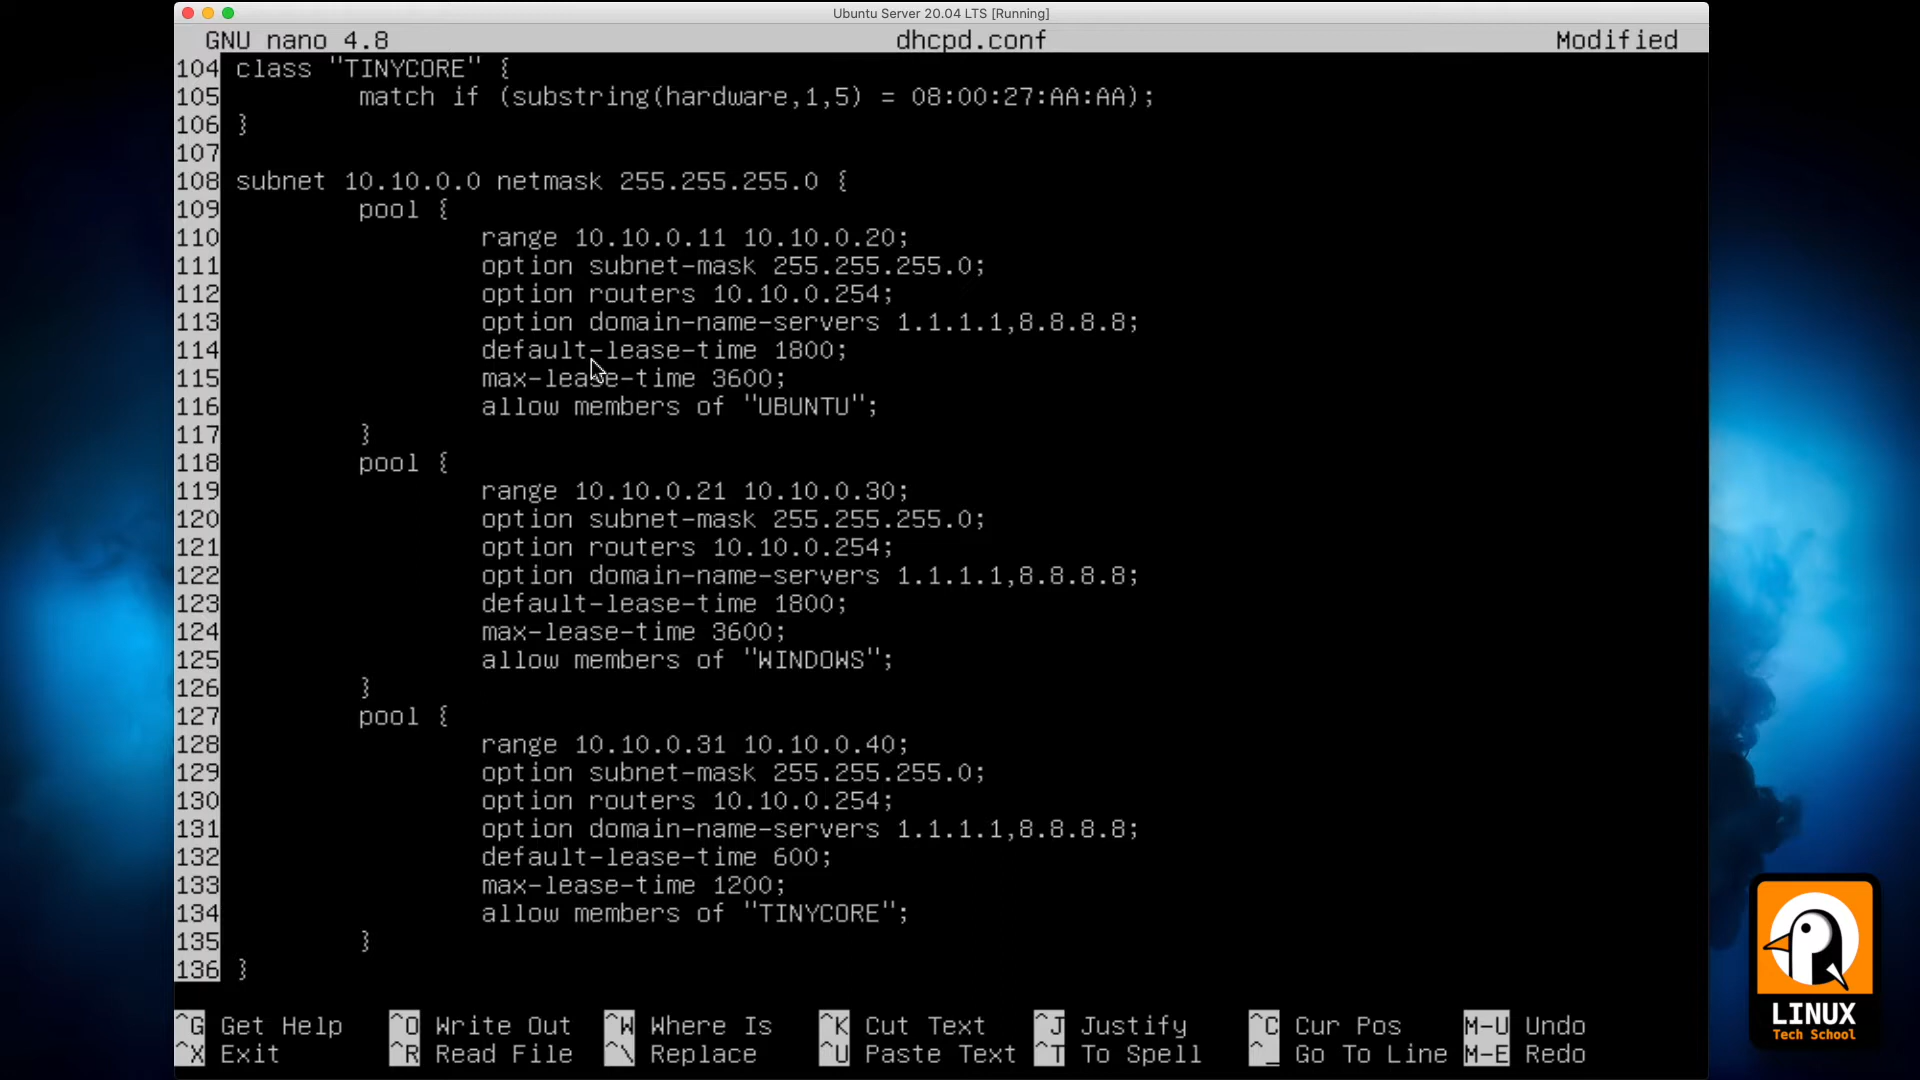 Ubuntu Server 20.04 LTS [Running]
GNU nano 4.8 dhcpd.conf Modified
104 class "TINYCORE" {
105 match if (substring(hardware,1,5) = 08:00:27:AA:AA);
106 }
107
108 subnet 10.10.0.0 netmask 255.255.255.0 {
109 pool {
110 range 10.10.0.11 10.10.0.20;
111 option subnet-mask 255.255.255.0;
112 option routers 10.10.0.254;
113 option domain-name-servers 1.1.1.1,8.8.8.8;
114 default-lease-time 1800;
115 max-lease-time 3600;
116 allow members of "UBUNTU";
117 }
118 pool {
119 range 10.10.0.21 10.10.0.30;
120 option subnet-mask 255.255.255.0;
121 option routers 10.10.0.254;
122 option domain-name-servers 1.1.1.1,8.8.8.8;
123 default-lease-time 1800;
124 max-lease-time 3600;
125 allow members of "WINDOWS";
126 }
127 pool {
128 range 10.10.0.31 10.10.0.40;
129 option subnet-mask 255.255.255.0;
130 option routers 10.10.0.254;
131 option domain-name-servers 1.1.1.1,8.8.8.8;
132 default-lease-time 600;
133 max-lease-time 1200;
134 allow members of "TINYCORE";
135 }
136 }
^G Get Help ^O Write Out ^W Where Is ^K Cut Text ^J Justify ^C Cur Pos M-U Undo
^X Exit ^R Read File ^\ Replace ^U Paste Text ^T To Spell ^_ Go To Line M-E Redo
LINUX
Tech School